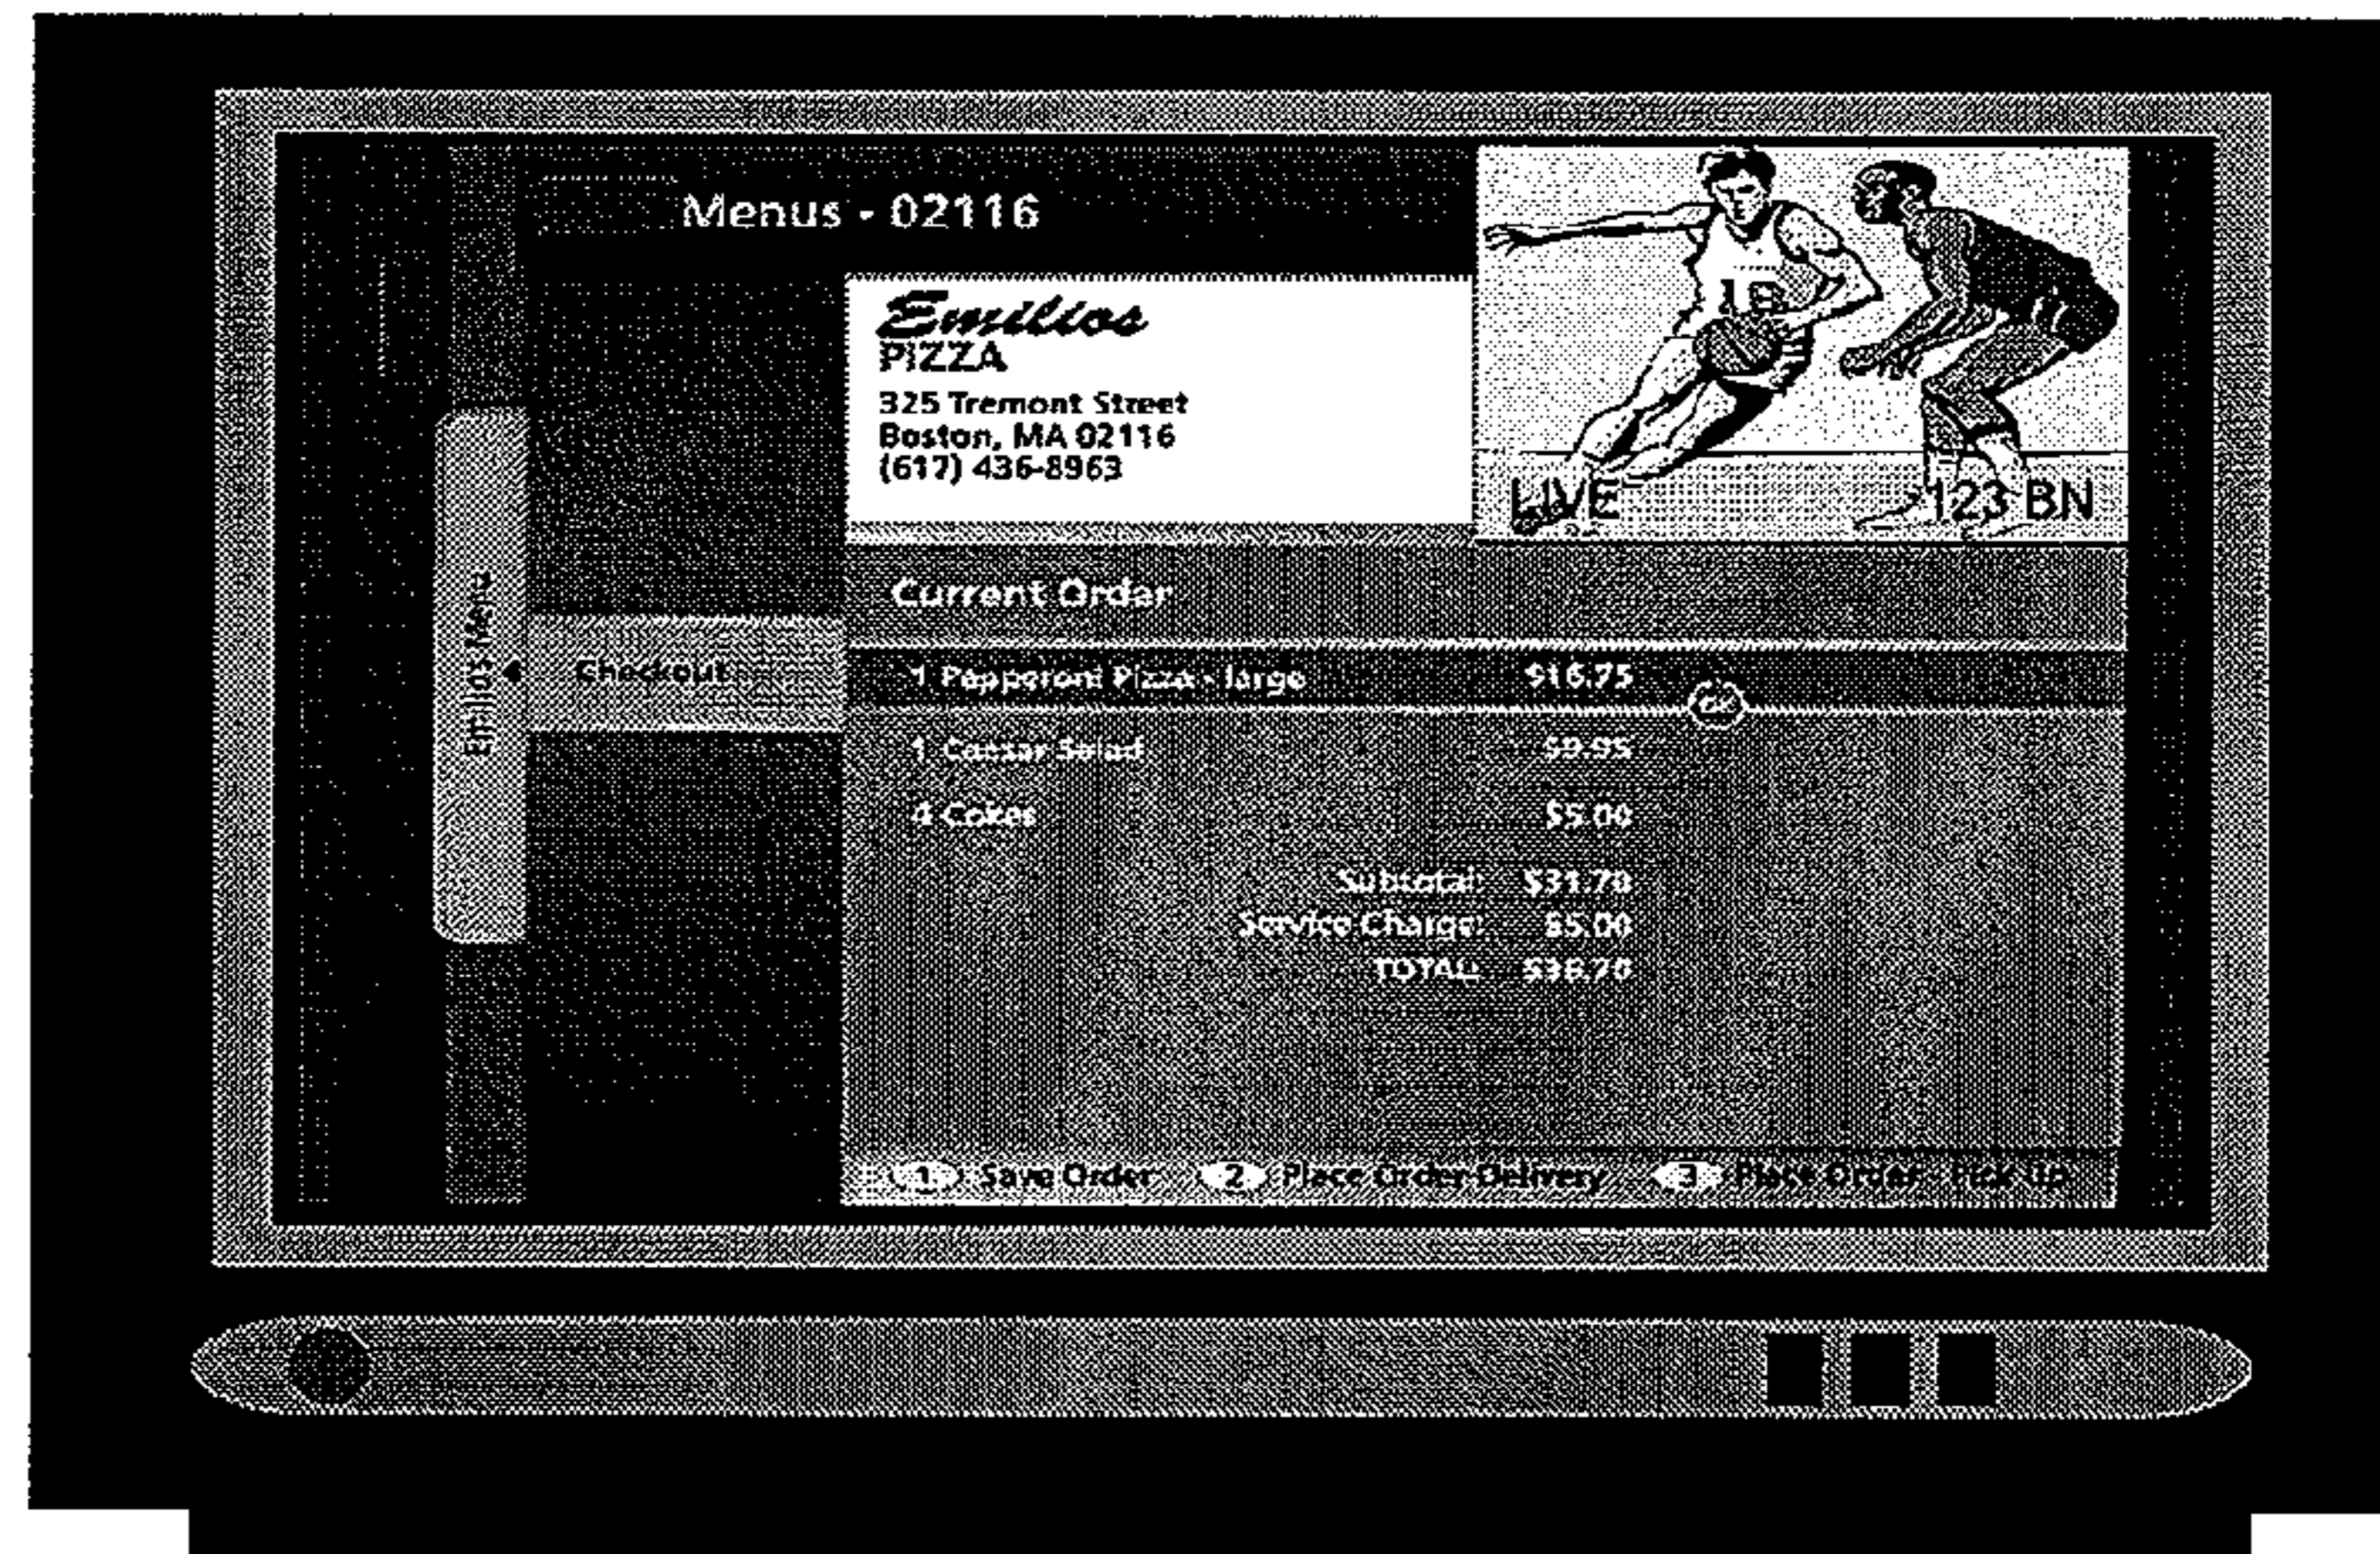 Menus - 02116
Emilios
PIZZA
325 Tremont Street
Boston, MA 02116
(617) 436-8963
10
LIVE 123 BN
Emilios Menu
Checkout
Current Order
1 Pepperoni Pizza - large $16.75
OK
1 Caesar Salad $9.95
4 Cokes $5.00
Subtotal: $31.70
Service Charge: $5.00
TOTAL: $36.70
1 Save Order 2 Place Order-Delivery 3 Place Order - Pick Up